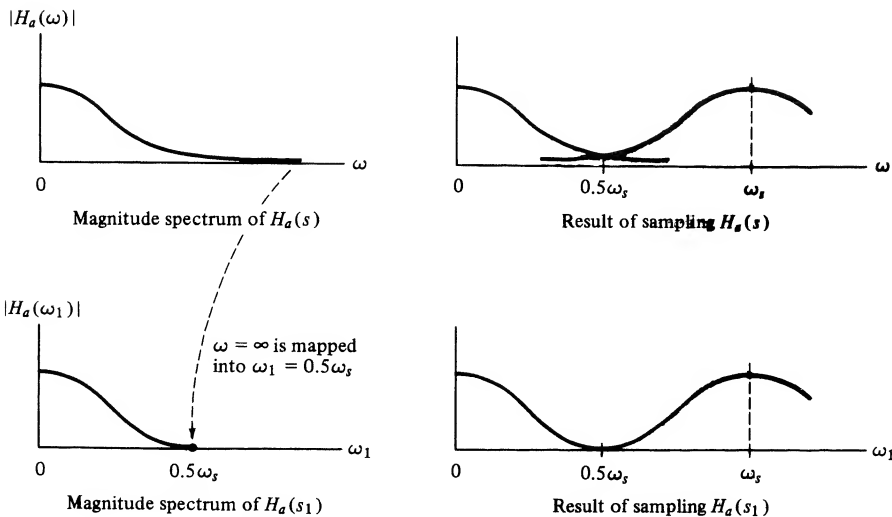 |Hₐ(ω)|
ω
0
Magnitude spectrum of Hₐ(s)
ω
0
0.5ωₛ
ωₛ
Result of sampling Hₐ(s)
|Hₐ(ω₁)|
ω = ∞ is mapped
into ω₁ = 0.5ωₛ
ω₁
0
0.5ωₛ
Magnitude spectrum of Hₐ(s₁)
ω₁
0
0.5ωₛ
ωₛ
Result of sampling Hₐ(s₁)